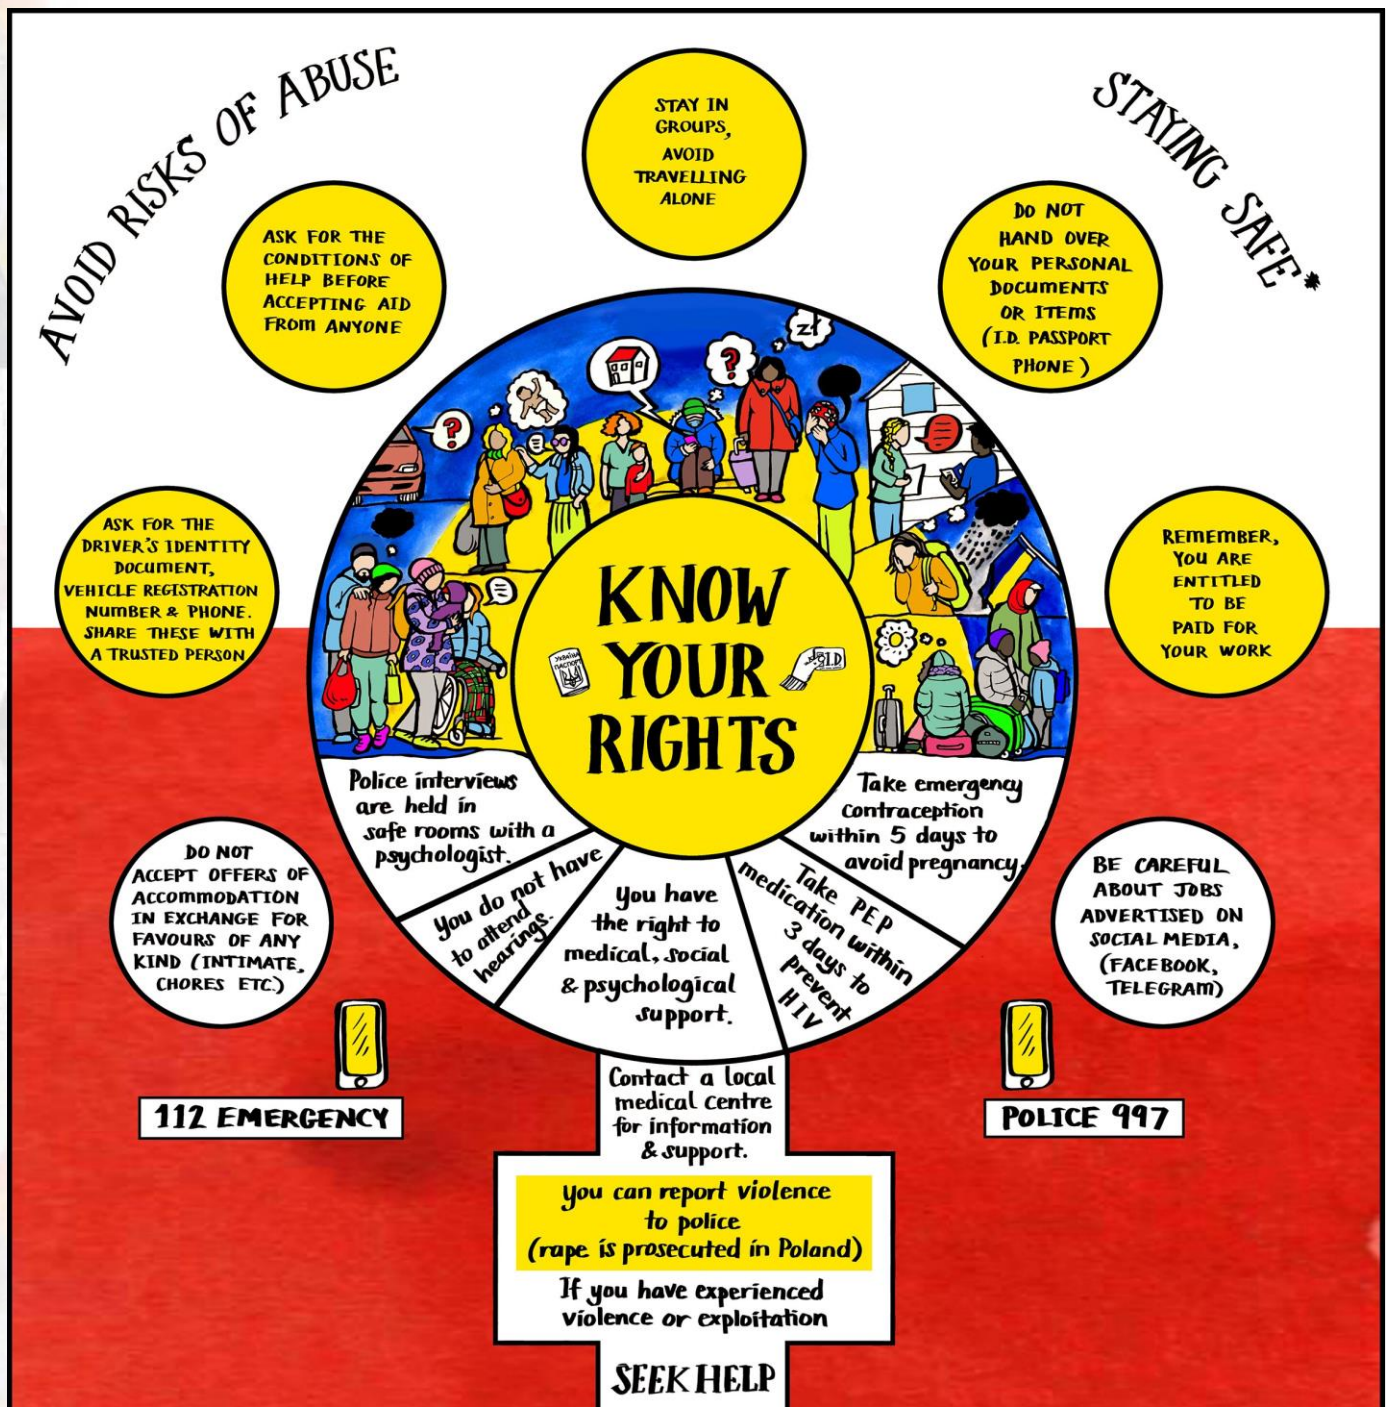 AVOID RISKS OF ABUSE
STAYING SAFE*
STAY IN
GROUPS,
AVOID
TRAVELLING
ALONE
ASK FOR THE
CONDITIONS OF
HELP BEFORE
ACCEPTING AID
FROM ANYONE
DO NOT
HAND OVER
YOUR PERSONAL
DOCUMENTS
OR ITEMS
(I.D. PASSPORT
PHONE)
ASK FOR THE
DRIVER'S IDENTITY
DOCUMENT,
VEHICLE REGISTRATION
NUMBER & PHONE.
SHARE THESE WITH
A TRUSTED PERSON
REMEMBER,
YOU ARE
ENTITLED
TO BE
PAID FOR
YOUR WORK
?
?
zł
KNOW
YOUR
RIGHTS
УКРАЇНА
ПАСПОРТ
I.D
DO NOT
ACCEPT OFFERS OF
ACCOMMODATION
IN EXCHANGE FOR
FAVOURS OF ANY
KIND (INTIMATE,
CHORES ETC.)
BE CAREFUL
ABOUT JOBS
ADVERTISED ON
SOCIAL MEDIA,
(FACEBOOK,
TELEGRAM)
Police interviews
are held in
safe rooms with a
psychologist.
You do not have
to attend
hearings.
You have
the right to
medical, social
& psychological
support.
Take PEP
medication within
3 days to
prevent
HIV
Take emergency
contraception
within 5 days to
avoid pregnancy.
112 EMERGENCY
POLICE 997
Contact a local
medical centre
for information
& support.
You can report violence
to police
(rape is prosecuted in Poland)
If you have experienced
violence or exploitation
SEEK HELP